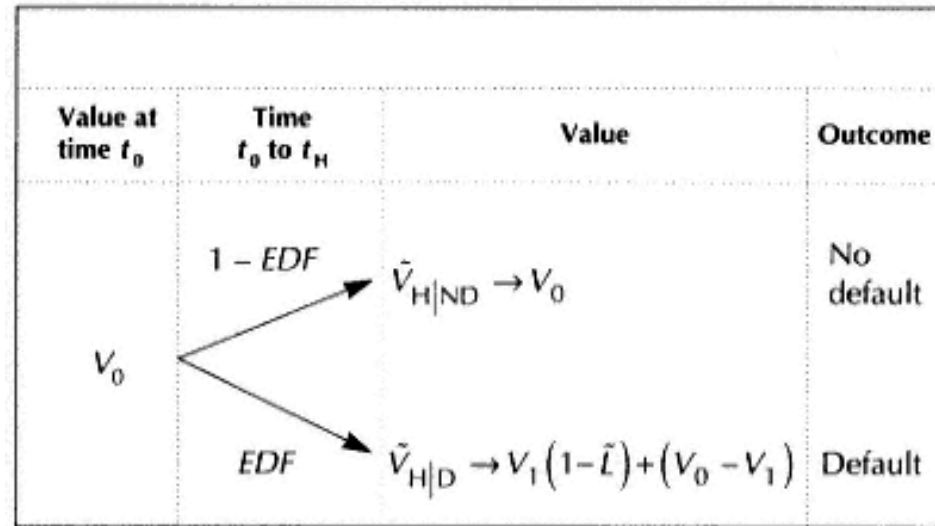 Value at time t₀ Time t₀ to t_H Value Outcome
1 – EDF Ṽ_H|ND → V₀ No default
V₀
EDF Ṽ_H|D → V₁(1–L̃)+(V₀ – V₁) Default